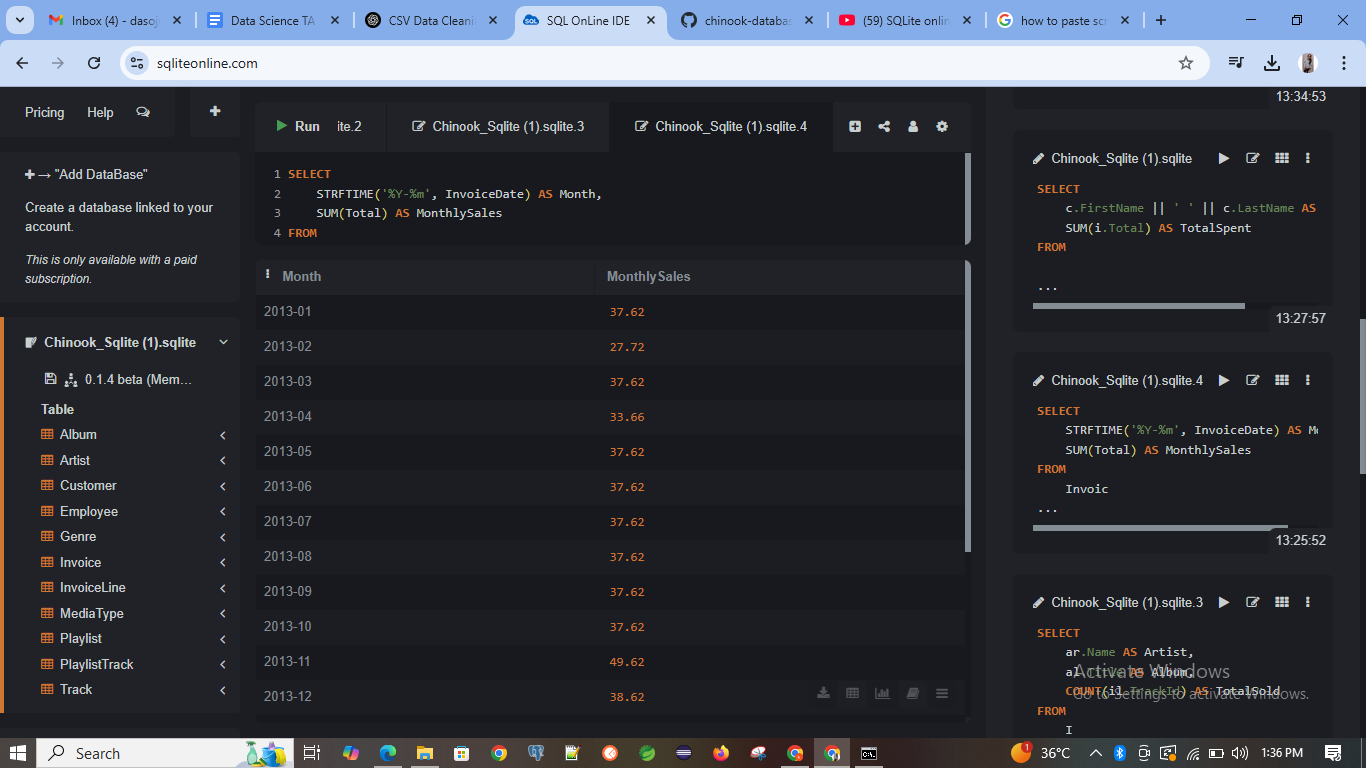 Inbox (4) - dasoj
Data Science TA
CSV Data Cleani
SQL OnLine IDE
chinook-databas
(59) SQLite onlin
how to paste scr
sqliteonline.com
Pricing
Help
+ → "Add DataBase"
Create a database linked to your
account.
This is only available with a paid
subscription.
Chinook_Sqlite (1).sqlite
0.1.4 beta (Mem...
Table
Album
Artist
Customer
Employee
Genre
Invoice
InvoiceLine
MediaType
Playlist
PlaylistTrack
Track
Run
ite.2
Chinook_Sqlite (1).sqlite.3
Chinook_Sqlite (1).sqlite.4
1 SELECT
2 STRFTIME('%Y-%m', InvoiceDate) AS Month,
3 SUM(Total) AS MonthlySales
4 FROM
Month MonthlySales
2013-01 37.62
2013-02 27.72
2013-03 37.62
2013-04 33.66
2013-05 37.62
2013-06 37.62
2013-07 37.62
2013-08 37.62
2013-09 37.62
2013-10 37.62
2013-11 49.62
2013-12 38.62
13:34:53
Chinook_Sqlite (1).sqlite
SELECT
c.FirstName || ' ' || c.LastName AS
SUM(i.Total) AS TotalSpent
FROM
...
13:27:57
Chinook_Sqlite (1).sqlite.4
SELECT
STRFTIME('%Y-%m', InvoiceDate) AS Mo
SUM(Total) AS MonthlySales
FROM
Invoic
...
13:25:52
Chinook_Sqlite (1).sqlite.3
SELECT
ar.Name AS Artist,
al.Title AS Album,
COUNT(il.TrackId) AS TotalSold
FROM
I
Activate Windows
Go to Settings to activate Windows.
Search
1
36°C
1:36 PM